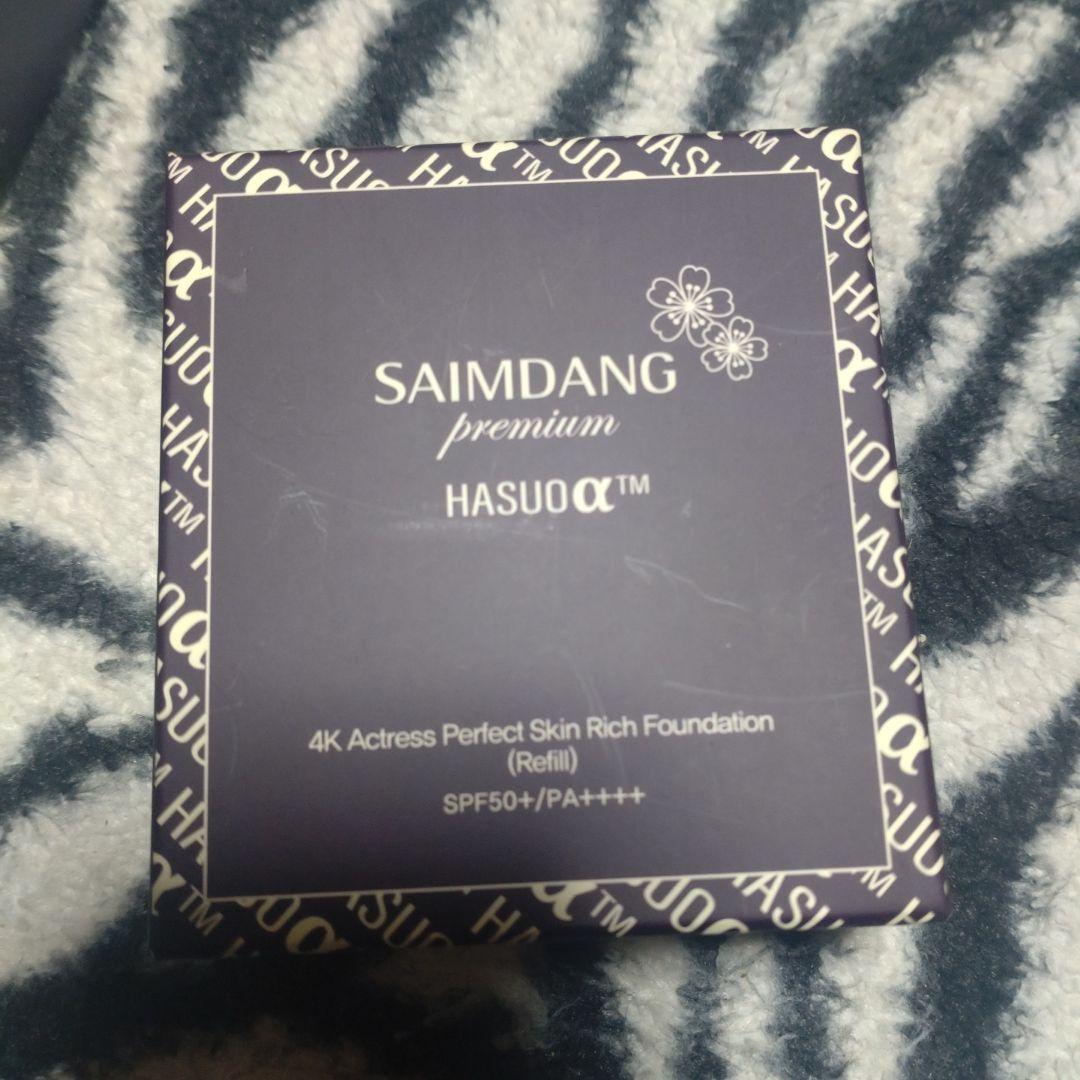 SAIMDANG
premium
HASUOα™
4K Actress Perfect Skin Rich Foundation
(Refill)
SPF50+/PA++++